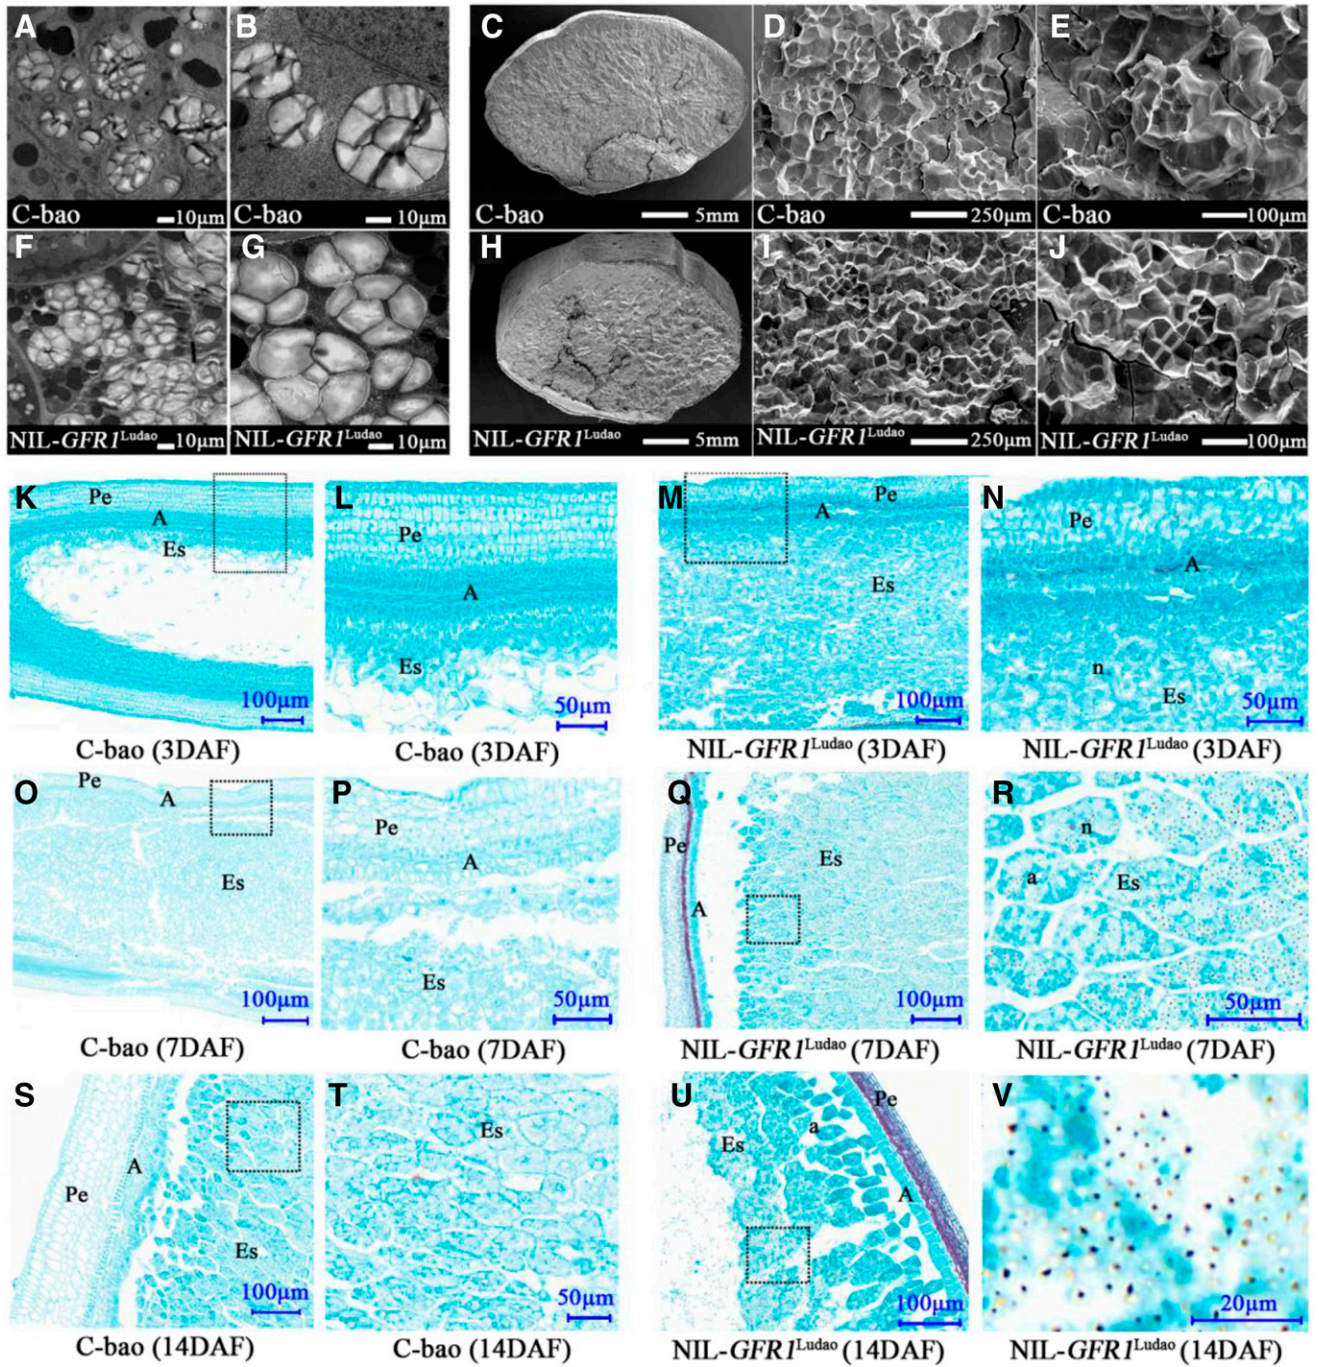 A B C D E
C-bao 10μm C-bao 10μm C-bao 5mm C-bao 250μm C-bao 100μm
F G H I J
NIL-GFR1Ludao 10μm NIL-GFR1Ludao 10μm NIL-GFR1Ludao 5mm NIL-GFR1Ludao 250μm NIL-GFR1Ludao 100μm
K Pe A Es 100μm
L Pe A Es 50μm
M Pe A Es 100μm
N Pe A n Es 50μm
C-bao (3DAF) C-bao (3DAF) NIL-GFR1Ludao (3DAF) NIL-GFR1Ludao (3DAF)
O Pe A Es 100μm
P Pe A Es 50μm
Q Pe A Es 100μm
R n a Es 50μm
C-bao (7DAF) C-bao (7DAF) NIL-GFR1Ludao (7DAF) NIL-GFR1Ludao (7DAF)
S Pe A Es 100μm
T Es 50μm
U Es a Pe A 100μm
V 20μm
C-bao (14DAF) C-bao (14DAF) NIL-GFR1Ludao (14DAF) NIL-GFR1Ludao (14DAF)